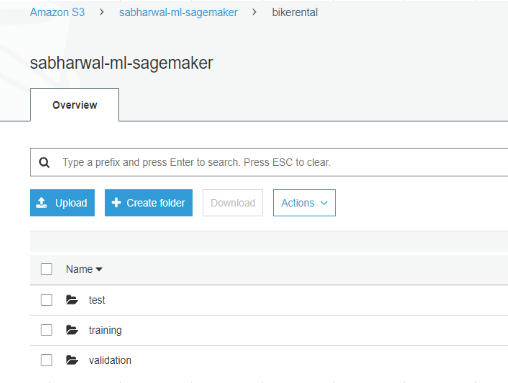 Amazon S3 > sabharwal-ml-sagemaker > bikerental
sabharwal-ml-sagemaker
Overview
Type a prefix and press Enter to search. Press ESC to clear.
Upload Create folder Download Actions
Name
test
training
validation